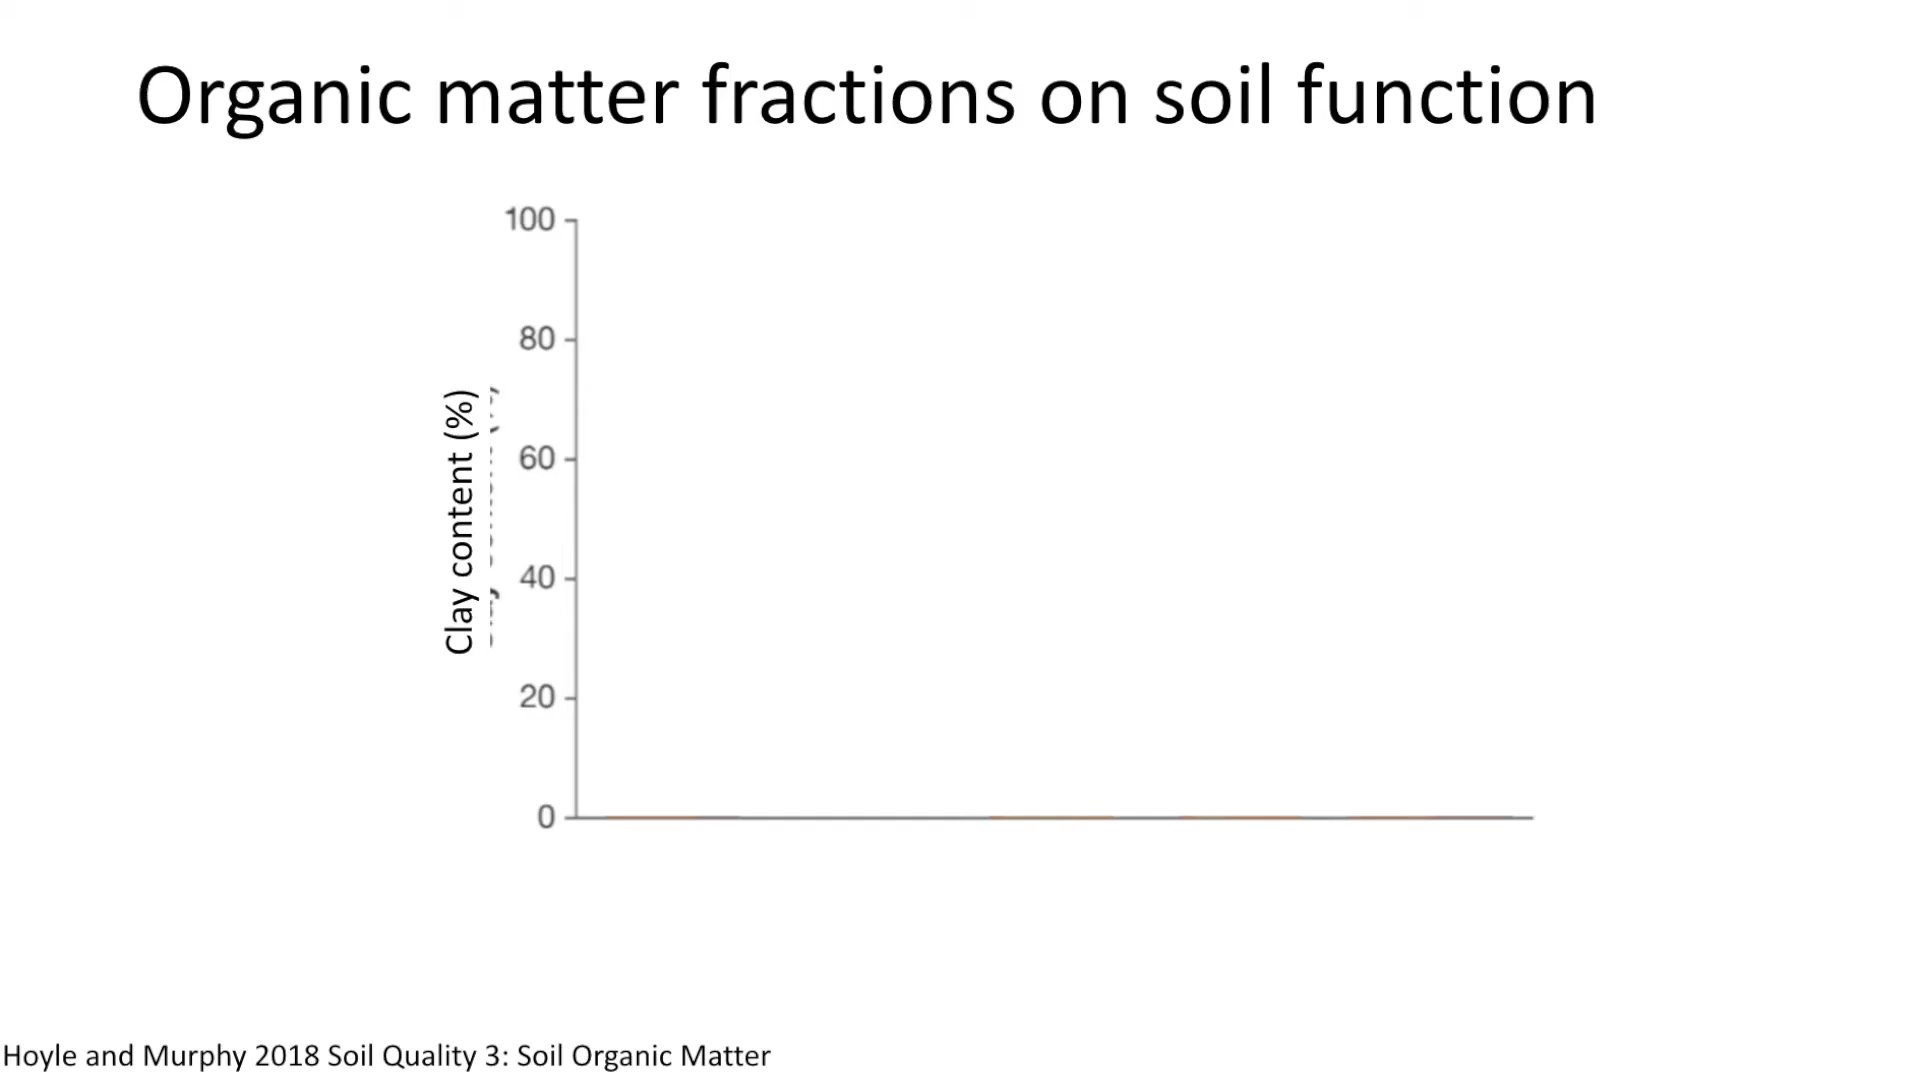 Organic matter fractions on soil function
100
80
60
40
20
0
Clay content (%)
Hoyle and Murphy 2018 Soil Quality 3: Soil Organic Matter